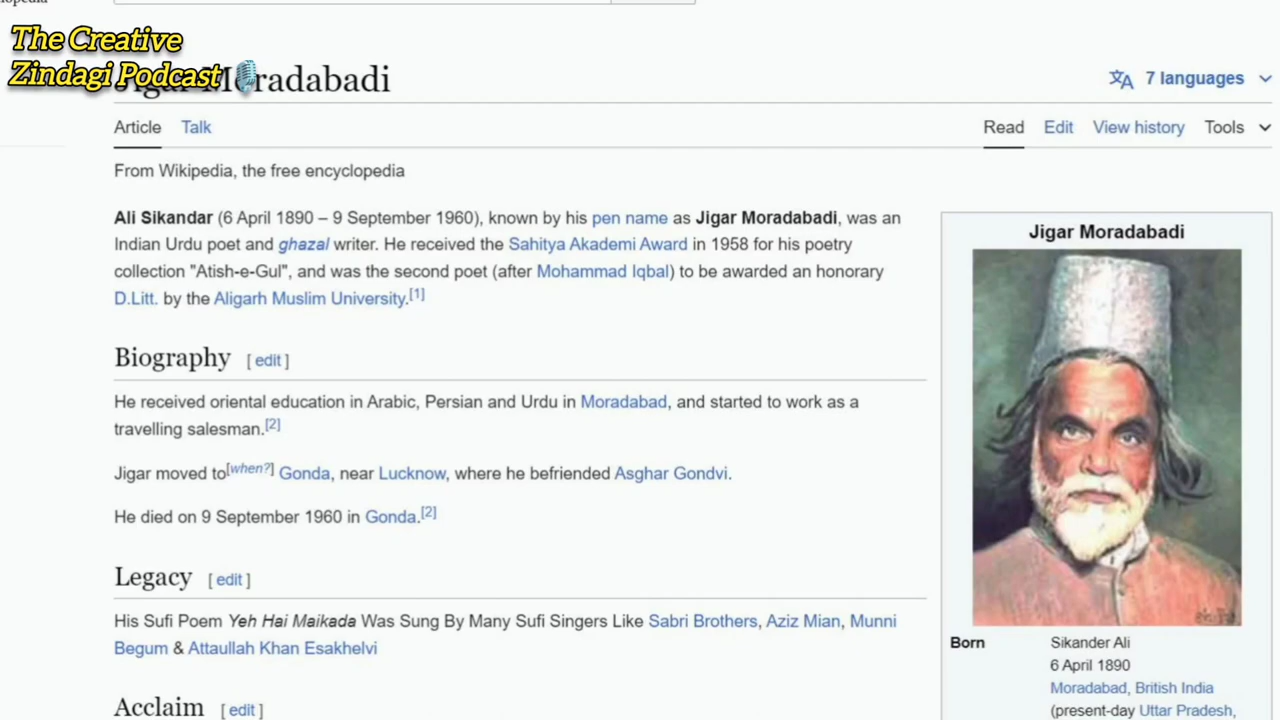 The Creative
Zindagi Podcast
Moradabadi
7 languages
Article Talk Read Edit View history Tools
From Wikipedia, the free encyclopedia
Ali Sikandar (6 April 1890 – 9 September 1960), known by his pen name as Jigar Moradabadi, was an
Indian Urdu poet and ghazal writer. He received the Sahitya Akademi Award in 1958 for his poetry
collection "Atish-e-Gul", and was the second poet (after Mohammad Iqbal) to be awarded an honorary
D.Litt. by the Aligarh Muslim University.[1]
Biography [ edit ]
He received oriental education in Arabic, Persian and Urdu in Moradabad, and started to work as a
travelling salesman.[2]
Jigar moved to[when?] Gonda, near Lucknow, where he befriended Asghar Gondvi.
He died on 9 September 1960 in Gonda.[2]
Legacy [ edit ]
His Sufi Poem Yeh Hai Maikada Was Sung By Many Sufi Singers Like Sabri Brothers, Aziz Mian, Munni
Begum & Attaullah Khan Esakhelvi
Acclaim [ edit ]
Jigar Moradabadi
Born Sikander Ali
6 April 1890
Moradabad, British India
(present-day Uttar Pradesh,